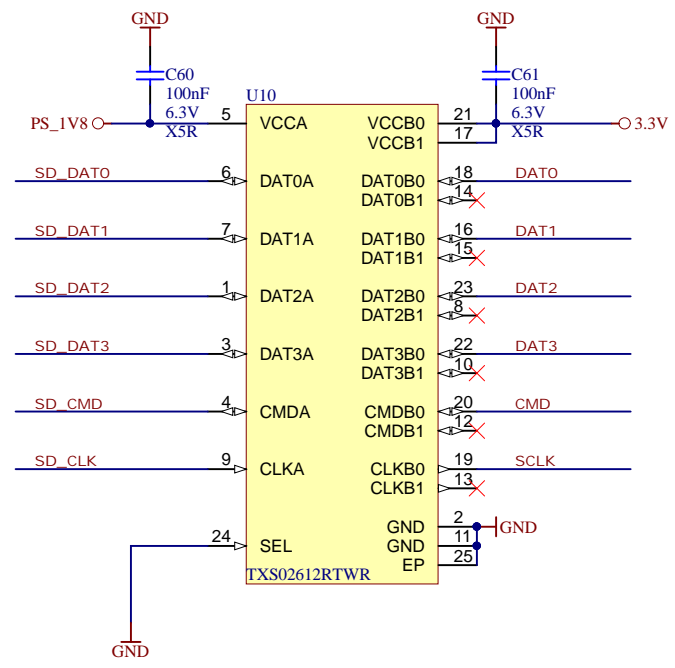 GND
GND
C60
100nF
6.3V
X5R
C61
100nF
6.3V
X5R
U10
PS_1V8
5
VCCA
VCCB0
21
3.3V
VCCB1
17
SD_DAT0
6
DAT0A
DAT0B0
18
DAT0
DAT0B1
14
SD_DAT1
7
DAT1A
DAT1B0
16
DAT1
DAT1B1
15
SD_DAT2
1
DAT2A
DAT2B0
23
DAT2
DAT2B1
8
SD_DAT3
3
DAT3A
DAT3B0
22
DAT3
DAT3B1
10
SD_CMD
4
CMDA
CMDB0
20
CMD
CMDB1
12
SD_CLK
9
CLKA
CLKB0
19
SCLK
CLKB1
13
GND
2
GND
24
SEL
GND
11
EP
25
TXS02612RTWR
GND